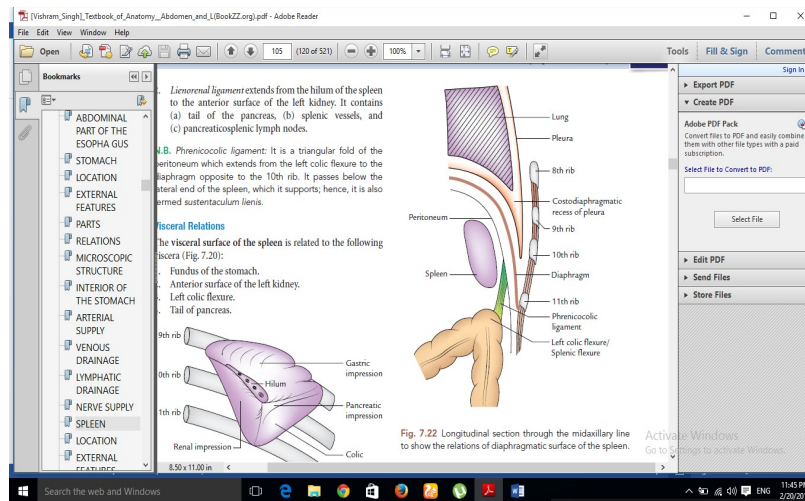 [Vishram_Singh]_Textbook_of_Anatomy__Abdomen_and_L(BookZZ.org).pdf - Adobe Reader
File Edit View Window Help
Open
105 (120 of 521)
100%
Tools Fill & Sign Comment
Sign In
Bookmarks
ABDOMINAL
PART OF THE
ESOPHA GUS
STOMACH
LOCATION
EXTERNAL
FEATURES
PARTS
RELATIONS
MICROSCOPIC
STRUCTURE
INTERIOR OF
THE STOMACH
ARTERIAL
SUPPLY
VENOUS
DRAINAGE
LYMPHATIC
DRAINAGE
NERVE SUPPLY
SPLEEN
LOCATION
EXTERNAL
FEATURES
Lienorenal ligament extends from the hilum of the spleen
to the anterior surface of the left kidney. It contains
(a) tail of the pancreas, (b) splenic vessels, and
(c) pancreaticosplenic lymph nodes.
N.B. Phrenicocolic ligament: It is a triangular fold of the
peritoneum which extends from the left colic flexure to the
diaphragm opposite to the 10th rib. It passes below the
lateral end of the spleen, which it supports; hence, it is also
termed sustentaculum lienis.
Visceral Relations
The visceral surface of the spleen is related to the following
viscera (Fig. 7.20):
Fundus of the stomach.
Anterior surface of the left kidney.
Left colic flexure.
Tail of pancreas.
9th rib
0th rib
1th rib
Hilum
Gastric
impression
Pancreatic
impression
Renal impression
Colic
8.50 x 11.00 in
Lung
Pleura
8th rib
Costodiaphragmatic
recess of pleura
Peritoneum
9th rib
10th rib
Spleen
Diaphragm
11th rib
Phrenicocolic
ligament
Left colic flexure/
Splenic flexure
Fig. 7.22 Longitudinal section through the midaxillary line
to show the relations of diaphragmatic surface of the spleen.
Export PDF
Create PDF
Adobe PDF Pack
Convert files to PDF and easily combine
them with other file types with a paid
subscription.
Select File to Convert to PDF:
Select File
Edit PDF
Send Files
Store Files
Activate Windows
Go to Settings to activate Windows.
Search the web and Windows
ENG
11:45 PM
2/20/20